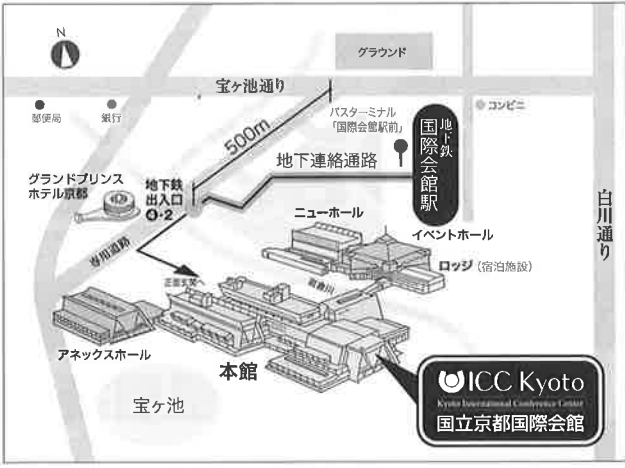 N
グラウンド
宝ヶ池通り
郵便局
銀行
バスターミナル
「国際会館駅前」
コンビニ
地下鉄
国際会館駅
500m
地下連絡通路
グランドプリンス
ホテル京都
地下鉄
出入口
4-2
白川通り
ニューホール
イベントホール
専用道路
ロッジ(宿泊施設)
正面玄関へ
岩倉川
アネックスホール
本館
宝ヶ池
ICC Kyoto
Kyoto International Conference Center
国立京都国際会館